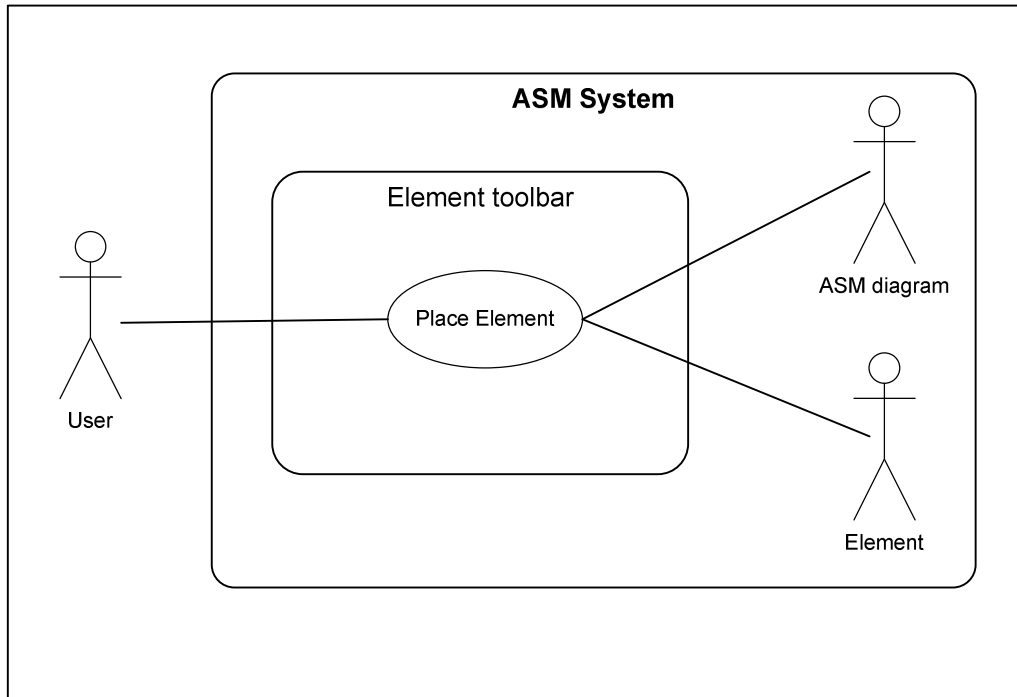 ASM System
Element toolbar
Place Element
User
ASM diagram
Element